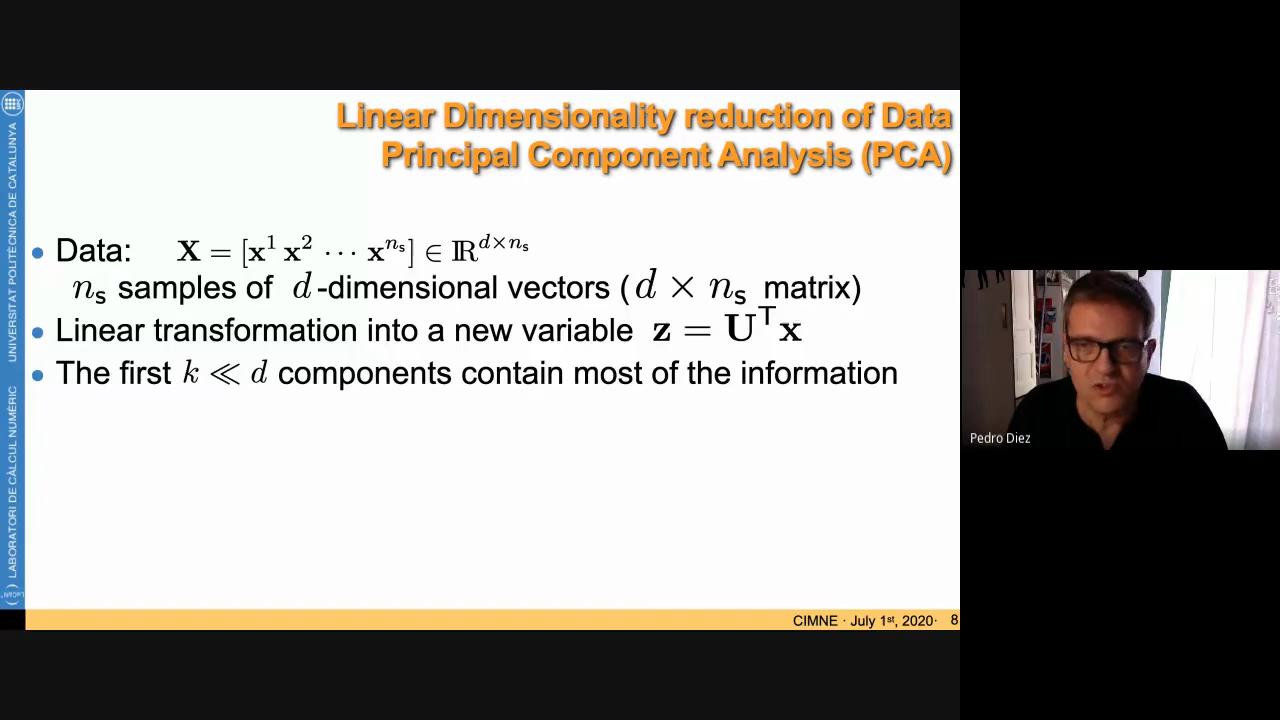 Linear Dimensionality reduction of Data
Principal Component Analysis (PCA)
Data: X = [x¹ x² ⋯ xⁿˢ] ∈ ℝ^{d×n_s}
n_s samples of d-dimensional vectors (d × n_s matrix)
Linear transformation into a new variable z = U^T x
The first k ≪ d components contain most of the information
UNIVERSITAT POLITÈCNICA DE CATALUNYA
LABORATORI DE CÀLCUL NUMÈRIC
CIMNE · July 1st, 2020· 8
Pedro Diez